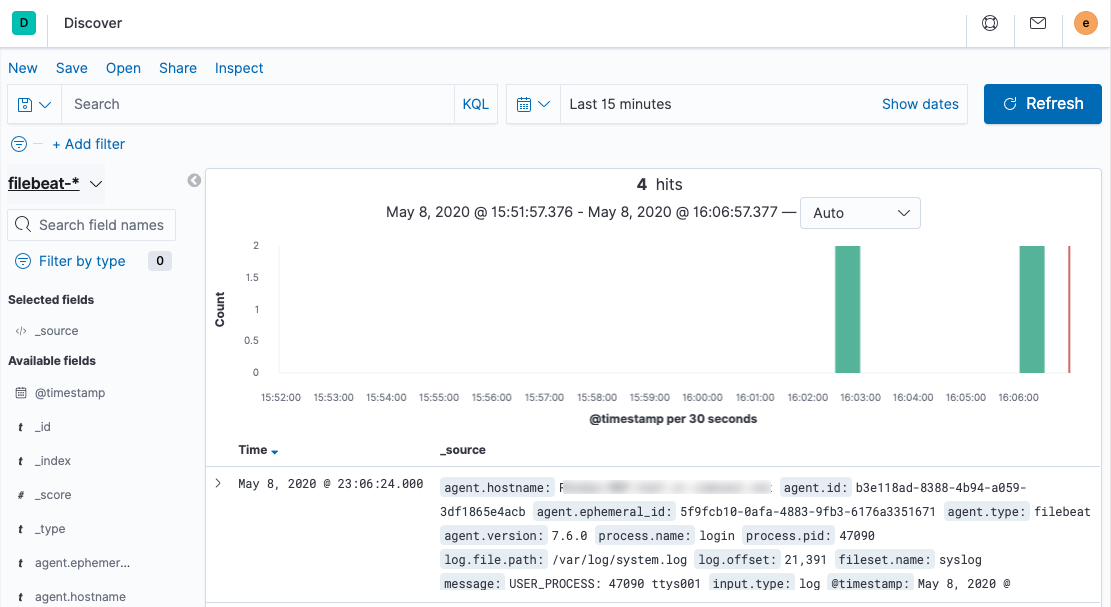 D Discover e
New Save Open Share Inspect
Search KQL Last 15 minutes Show dates Refresh
+ Add filter
filebeat-*
Search field names
Filter by type 0
Selected fields
</> _source
Available fields
@timestamp
t _id
t _index
# _score
t _type
t agent.ephemer...
t agent.hostname
4 hits
May 8, 2020 @ 15:51:57.376 - May 8, 2020 @ 16:06:57.377 — Auto
Count
2
1.5
1
0.5
0
15:52:00 15:53:00 15:54:00 15:55:00 15:56:00 15:57:00 15:58:00 15:59:00 16:00:00 16:01:00 16:02:00 16:03:00 16:04:00 16:05:00 16:06:00
@timestamp per 30 seconds
Time _source
May 8, 2020 @ 23:06:24.000 agent.hostname: agent.id: b3e118ad-8388-4b94-a059-
3df1865e4acb agent.ephemeral_id: 5f9fcb10-0afa-4883-9fb3-6176a3351671 agent.type: filebeat
agent.version: 7.6.0 process.name: login process.pid: 47090
log.file.path: /var/log/system.log log.offset: 21,391 fileset.name: syslog
message: USER_PROCESS: 47090 ttys001 input.type: log @timestamp: May 8, 2020 @